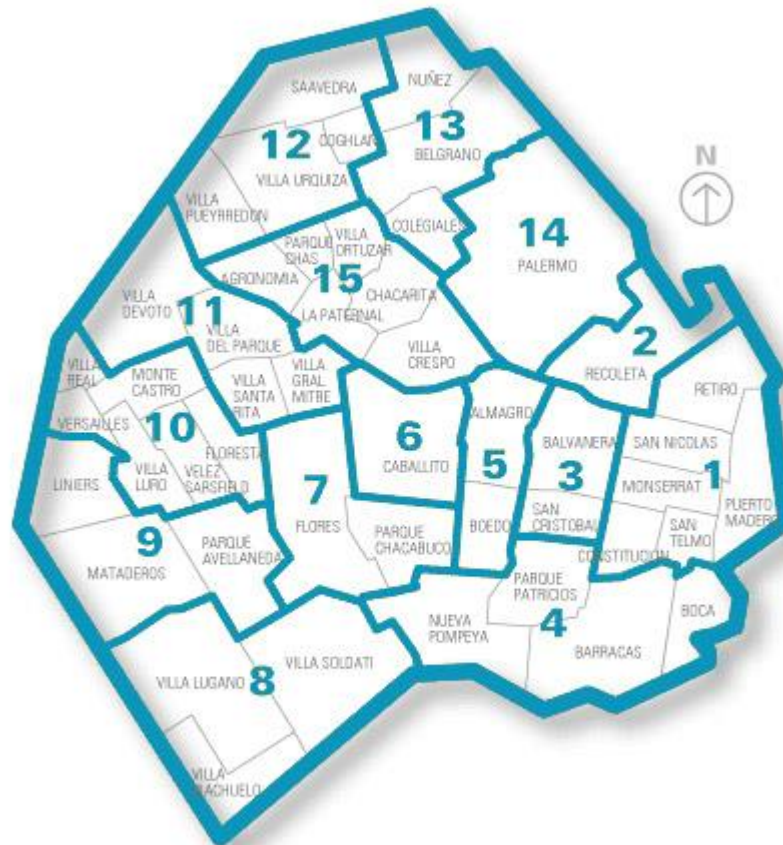 NUÑEZ
SAAVEDRA
13
COGHLAN
12
BELGRANO
N
VILLA URQUIZA
VILLA
PUEYRREDON
COLEGIALES
14
VILLA
ORTUZAR
PARQUE
CHAS
PALERMO
AGRONOMIA
15
CHACARITA
VILLA
DEVOTO
11
LA PATERNAL
VILLA
DEL PARQUE
2
VILLA
CRESPO
RECOLETA
VILLA
REAL
MONTE
CASTRO
VILLA
SANTA
RITA
VILLA
GRAL
MITRE
RETIRO
VERSAILLES
10
ALMAGRO
6
CABALLITO
BALVANERA
SAN NICOLAS
FLORESTA
5
3
1
LINIERS
VILLA
LURO
VELEZ
SARSFIELD
7
FLORES
MONSERRAT
PUERTO
MADERO
BOEDO
SAN
CRISTOBAL
SAN
TELMO
9
MATADEROS
PARQUE
AVELLANEDA
PARQUE
CHACABUCO
CONSTITUCION
PARQUE
PATRICIOS
NUEVA
POMPEYA
4
BOCA
BARRACAS
VILLA SOLDATI
VILLA LUGANO
8
VILLA
RIACHUELO